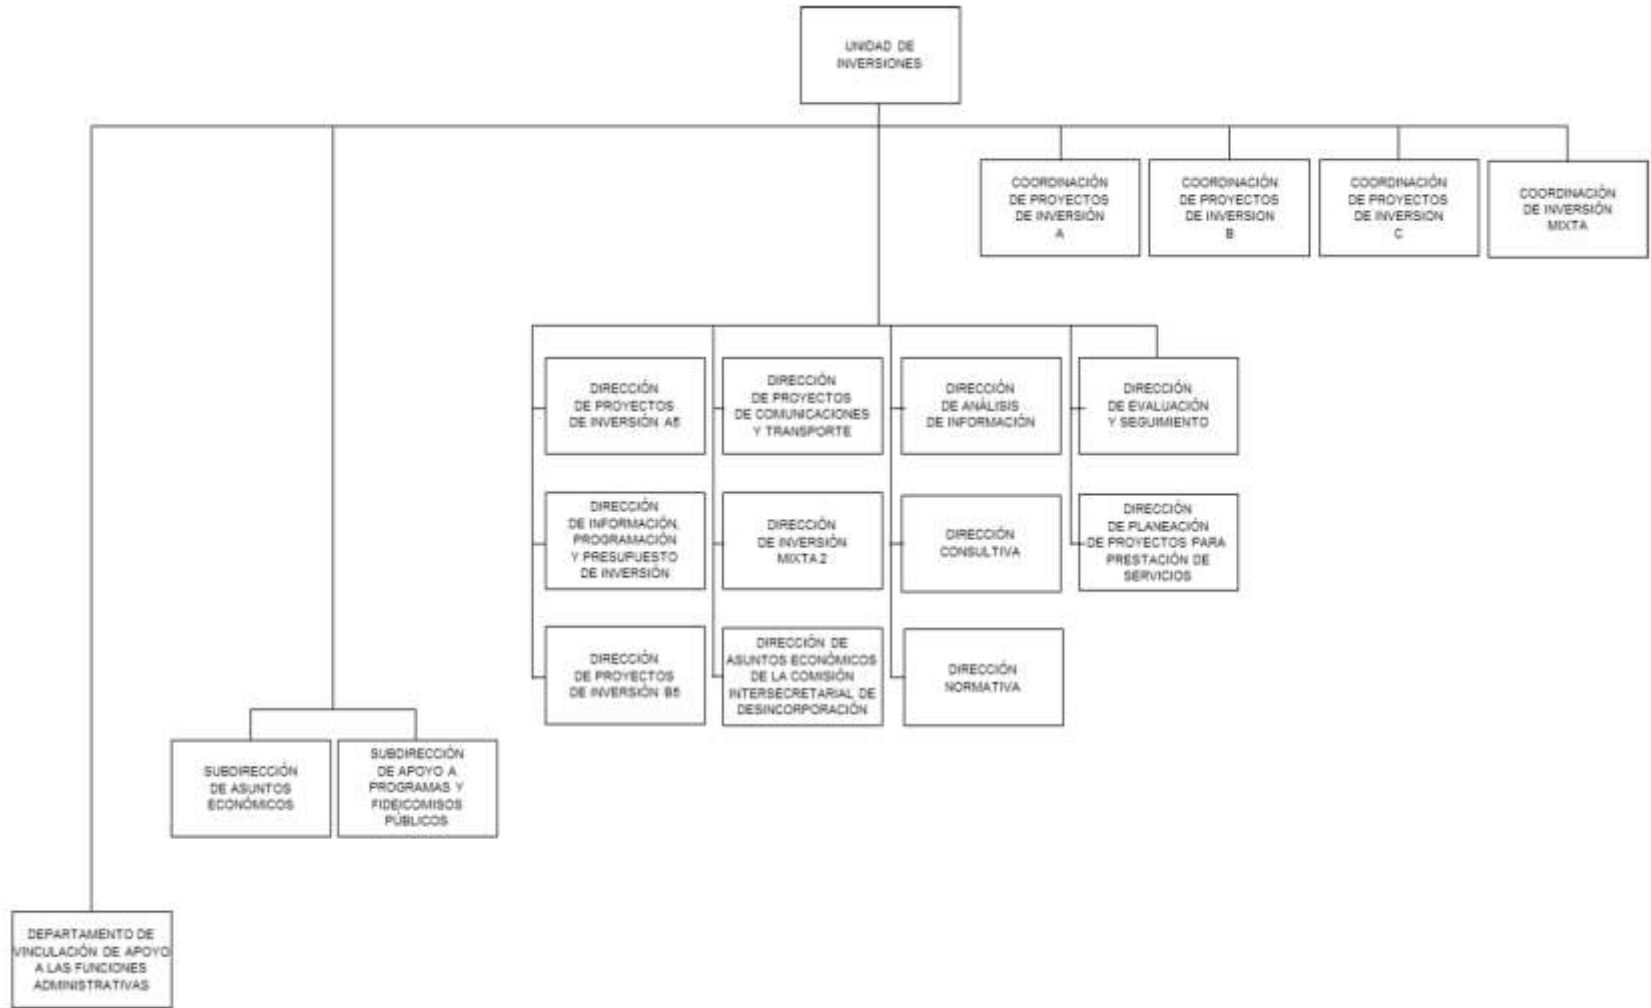 UNIDAD DE
INVERSIONES
COORDINACIÓN
DE PROYECTOS
DE INVERSIÓN
A
COORDINACIÓN
DE PROYECTOS
DE INVERSION
B
COORDINACIÓN
DE PROYECTOS
DE INVERSION
C
COORDINACIÓN
DE INVERSIÓN
MIXTA
DIRECCIÓN
DE PROYECTOS
DE INVERSIÓN A5
DIRECCIÓN
DE PROYECTOS
DE COMUNICACIONES
Y TRANSPORTE
DIRECCIÓN
DE ANÁLISIS
DE INFORMACIÓN
DIRECCIÓN
DE EVALUACIÓN
Y SEGUIMIENTO
DIRECCIÓN
DE INFORMACIÓN,
PROGRAMACIÓN
Y PRESUPUESTO
DE INVERSIÓN
DIRECCIÓN
DE INVERSIÓN
MIXTA 2
DIRECCIÓN
CONSULTIVA
DIRECCIÓN
DE PLANEACIÓN
DE PROYECTOS PARA
PRESTACIÓN DE
SERVICIOS
DIRECCIÓN
DE PROYECTOS
DE INVERSIÓN B5
DIRECCIÓN DE
ASUNTOS ECONÓMICOS
DE LA COMISIÓN
INTERSECRETARIAL DE
DESINCORPORACIÓN
DIRECCIÓN
NORMATIVA
SUBDIRECCIÓN
DE ASUNTOS
ECONÓMICOS
SUBDIRECCIÓN
DE APOYO A
PROGRAMAS Y
FIDEICOMISOS
PÚBLICOS
DEPARTAMENTO DE
VINCULACIÓN DE APOYO
A LAS FUNCIONES
ADMINISTRATIVAS